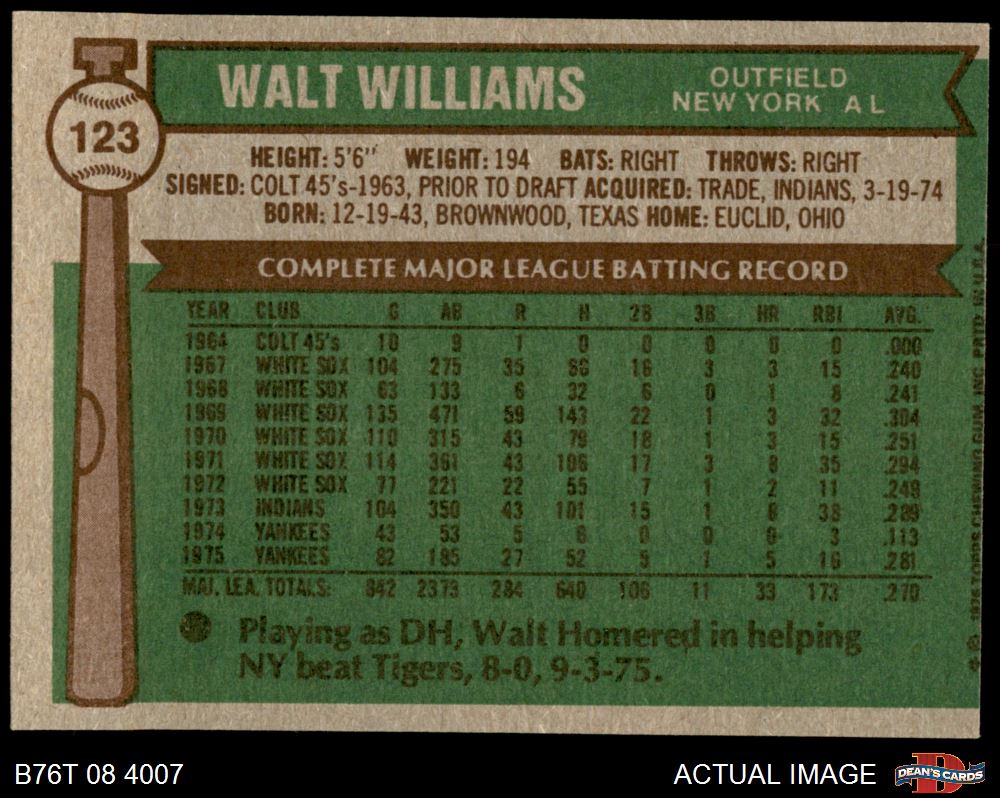 123
WALT WILLIAMS
OUTFIELD
NEW YORK A L
HEIGHT: 5'6" WEIGHT: 194 BATS: RIGHT THROWS: RIGHT
SIGNED: COLT 45's-1963, PRIOR TO DRAFT ACQUIRED: TRADE, INDIANS, 3-19-74
BORN: 12-19-43, BROWNWOOD, TEXAS HOME: EUCLID, OHIO
COMPLETE MAJOR LEAGUE BATTING RECORD
YEAR CLUB G AB R H 2B 3B HR RBI AVG.
1964 COLT 45's 10 9 1 0 0 0 0 0 .000
1967 WHITE SOX 104 275 35 66 16 3 3 15 .240
1968 WHITE SOX 63 133 6 32 6 0 1 8 .241
1969 WHITE SOX 135 471 59 143 22 1 3 32 .304
1970 WHITE SOX 110 315 43 79 18 1 3 15 .251
1971 WHITE SOX 114 361 43 106 17 3 8 35 .294
1972 WHITE SOX 77 221 22 55 7 1 2 11 .249
1973 INDIANS 104 350 43 101 15 1 8 38 .289
1974 YANKEES 43 53 5 6 0 0 0 3 .113
1975 YANKEES 82 185 27 52 5 1 5 16 .281
MAJ. LEA. TOTALS: 842 2373 284 640 106 11 33 173 .270
Playing as DH, Walt Homered in helping
NY beat Tigers, 8-0, 9-3-75.
© 1976 TOPPS CHEWING GUM, INC. PRTD. IN U.S.A.
B76T 08 4007
ACTUAL IMAGE
D
DEAN'S CARDS